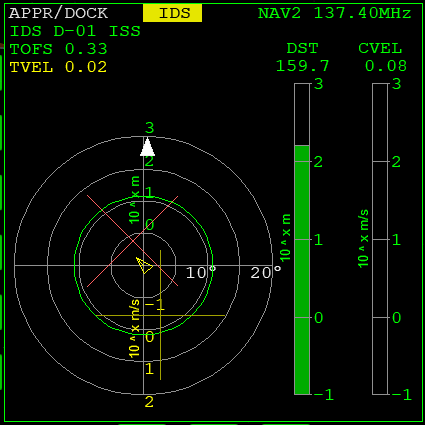 APPR/DOCK IDS NAV2 137.40MHz
IDS D-01 ISS
TOFS 0.33 DST CVEL
TVEL 0.02 159.7 0.08
3
2
1
0
10^x m
10° 20°
-1
0
1
2
10^x m/s
3
2
1
0
-1
10^x m
3
2
1
0
-1
10^x m/s